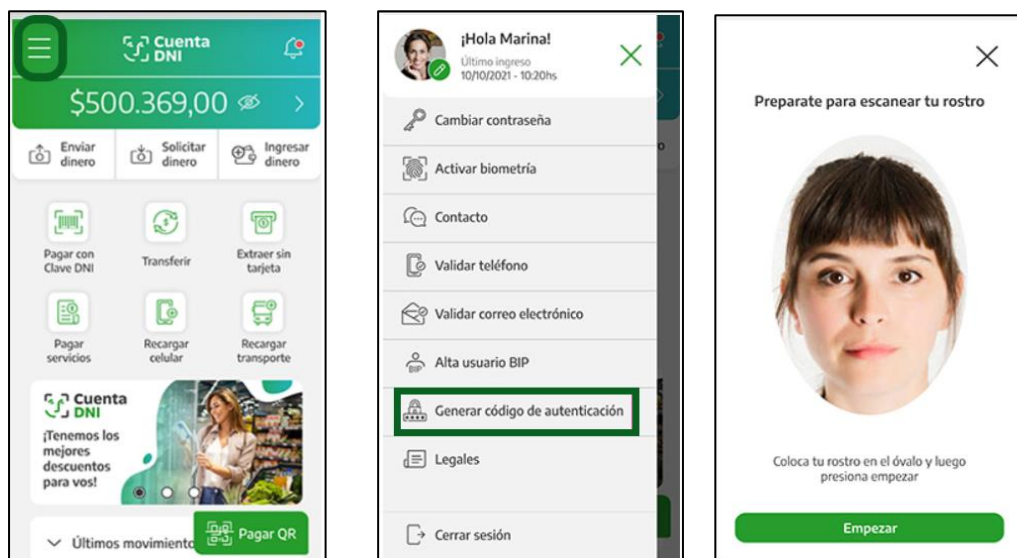 Cuenta
DNI
$500.369,00
Enviar
dinero
Solicitar
dinero
Ingresar
dinero
Pagar con
Clave DNI
Transferir
Extraer sin
tarjeta
Pagar
servicios
Recargar
celular
Recargar
transporte
Cuenta
DNI
¡Tenemos los
mejores
descuentos
para vos!
Últimos movimiento
Pagar QR
¡Hola Marina!
Último ingreso
10/10/2021 - 10:20hs
Cambiar contraseña
Activar biometría
Contacto
Validar teléfono
Validar correo electrónico
BIP
Alta usuario BIP
Generar código de autenticación
Legales
Cerrar sesión
o
Preparate para escanear tu rostro
Coloca tu rostro en el óvalo y luego
presiona empezar
Empezar